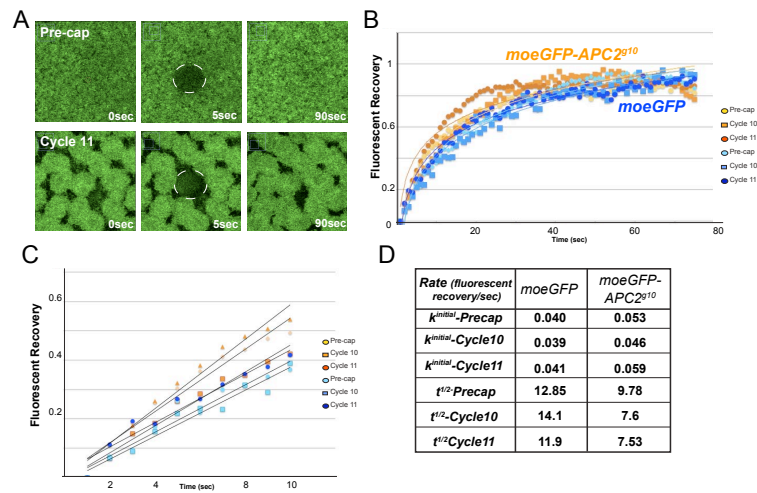 A
Pre-cap
0sec
5sec
90sec
Cycle 11
0sec
5sec
90sec
B
Fluorescent Recovery
1
0.8
0.6
0.2
0
moeGFP-APC2g10
moeGFP
20
40
60
80
Time (sec)
Pre-cap
Cycle 10
Cycle 11
Pre-cap
Cycle 10
Cycle 11
C
Fluorescent Recovery
0.6
0.4
0.2
2
4
8
10
Time (sec)
Pre-cap
Cycle 10
Cycle 11
Pre-cap
Cycle 10
Cycle 11
D
Rate (fluorescent recovery/sec) moeGFP moeGFP-APC2g10
kinitial-Precap 0.040 0.053
kinitial-Cycle10 0.039 0.046
kinitial-Cycle11 0.041 0.059
t1/2-Precap 12.85 9.78
t1/2-Cycle10 14.1 7.6
t1/2Cycle11 11.9 7.53